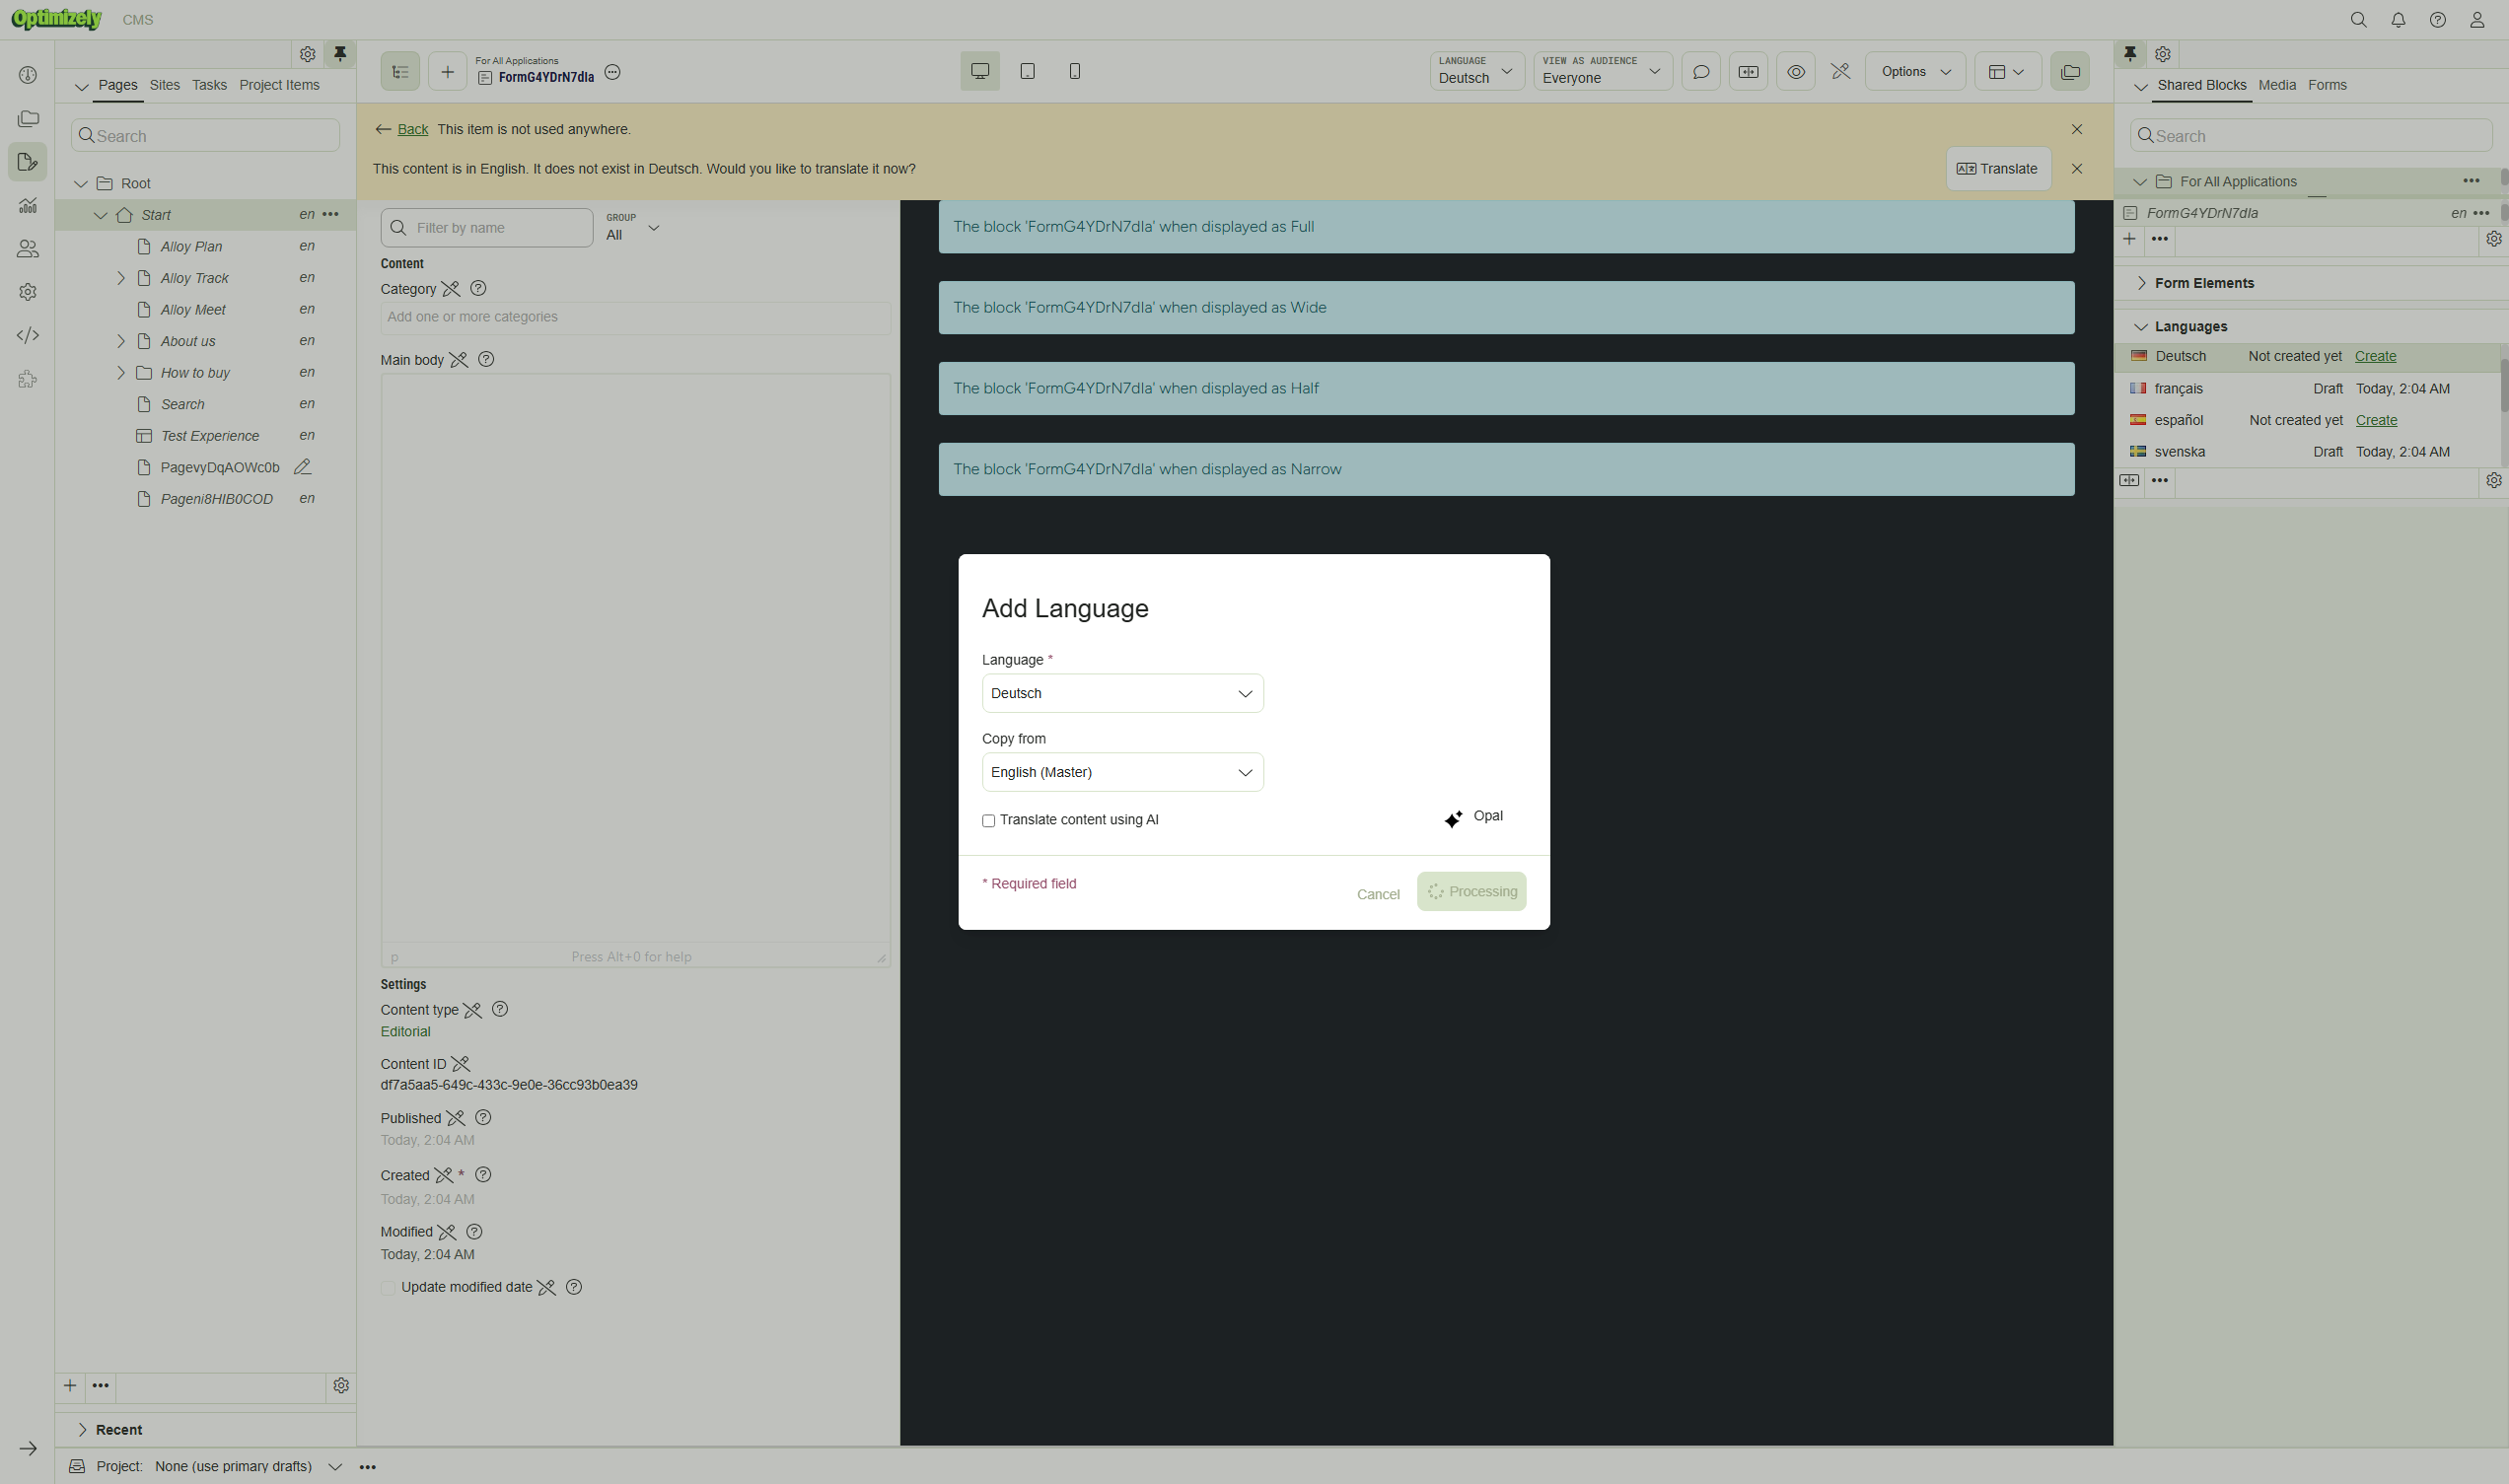 Optimizely CMS
Pages Sites Tasks Project Items
Search
Root
Start en
Alloy Plan en
Alloy Track en
Alloy Meet en
About us en
How to buy en
Search en
Test Experience en
PagevyDqAOWc0b
Pageni8HIB0COD en
Recent
Project: None (use primary drafts)
For All Applications
FormG4YDrN7dIa
LANGUAGE
Deutsch
VIEW AS AUDIENCE
Everyone
Options
Back This item is not used anywhere.
This content is in English. It does not exist in Deutsch. Would you like to translate it now?
Translate
Filter by name
GROUP
All
Content
Category
Add one or more categories
Main body
p Press Alt+0 for help
Settings
Content type
Editorial
Content ID
df7a5aa5-649c-433c-9e0e-36cc93b0ea39
Published
Today, 2:04 AM
Created *
Today, 2:04 AM
Modified
Today, 2:04 AM
Update modified date
The block 'FormG4YDrN7dIa' when displayed as Full
The block 'FormG4YDrN7dIa' when displayed as Wide
The block 'FormG4YDrN7dIa' when displayed as Half
The block 'FormG4YDrN7dIa' when displayed as Narrow
Add Language
Language *
Deutsch
Copy from
English (Master)
Translate content using AI
Opal
* Required field
Cancel
Processing
Shared Blocks Media Forms
Search
For All Applications
FormG4YDrN7dIa en
Form Elements
Languages
Deutsch Not created yet Create
français Draft Today, 2:04 AM
español Not created yet Create
svenska Draft Today, 2:04 AM